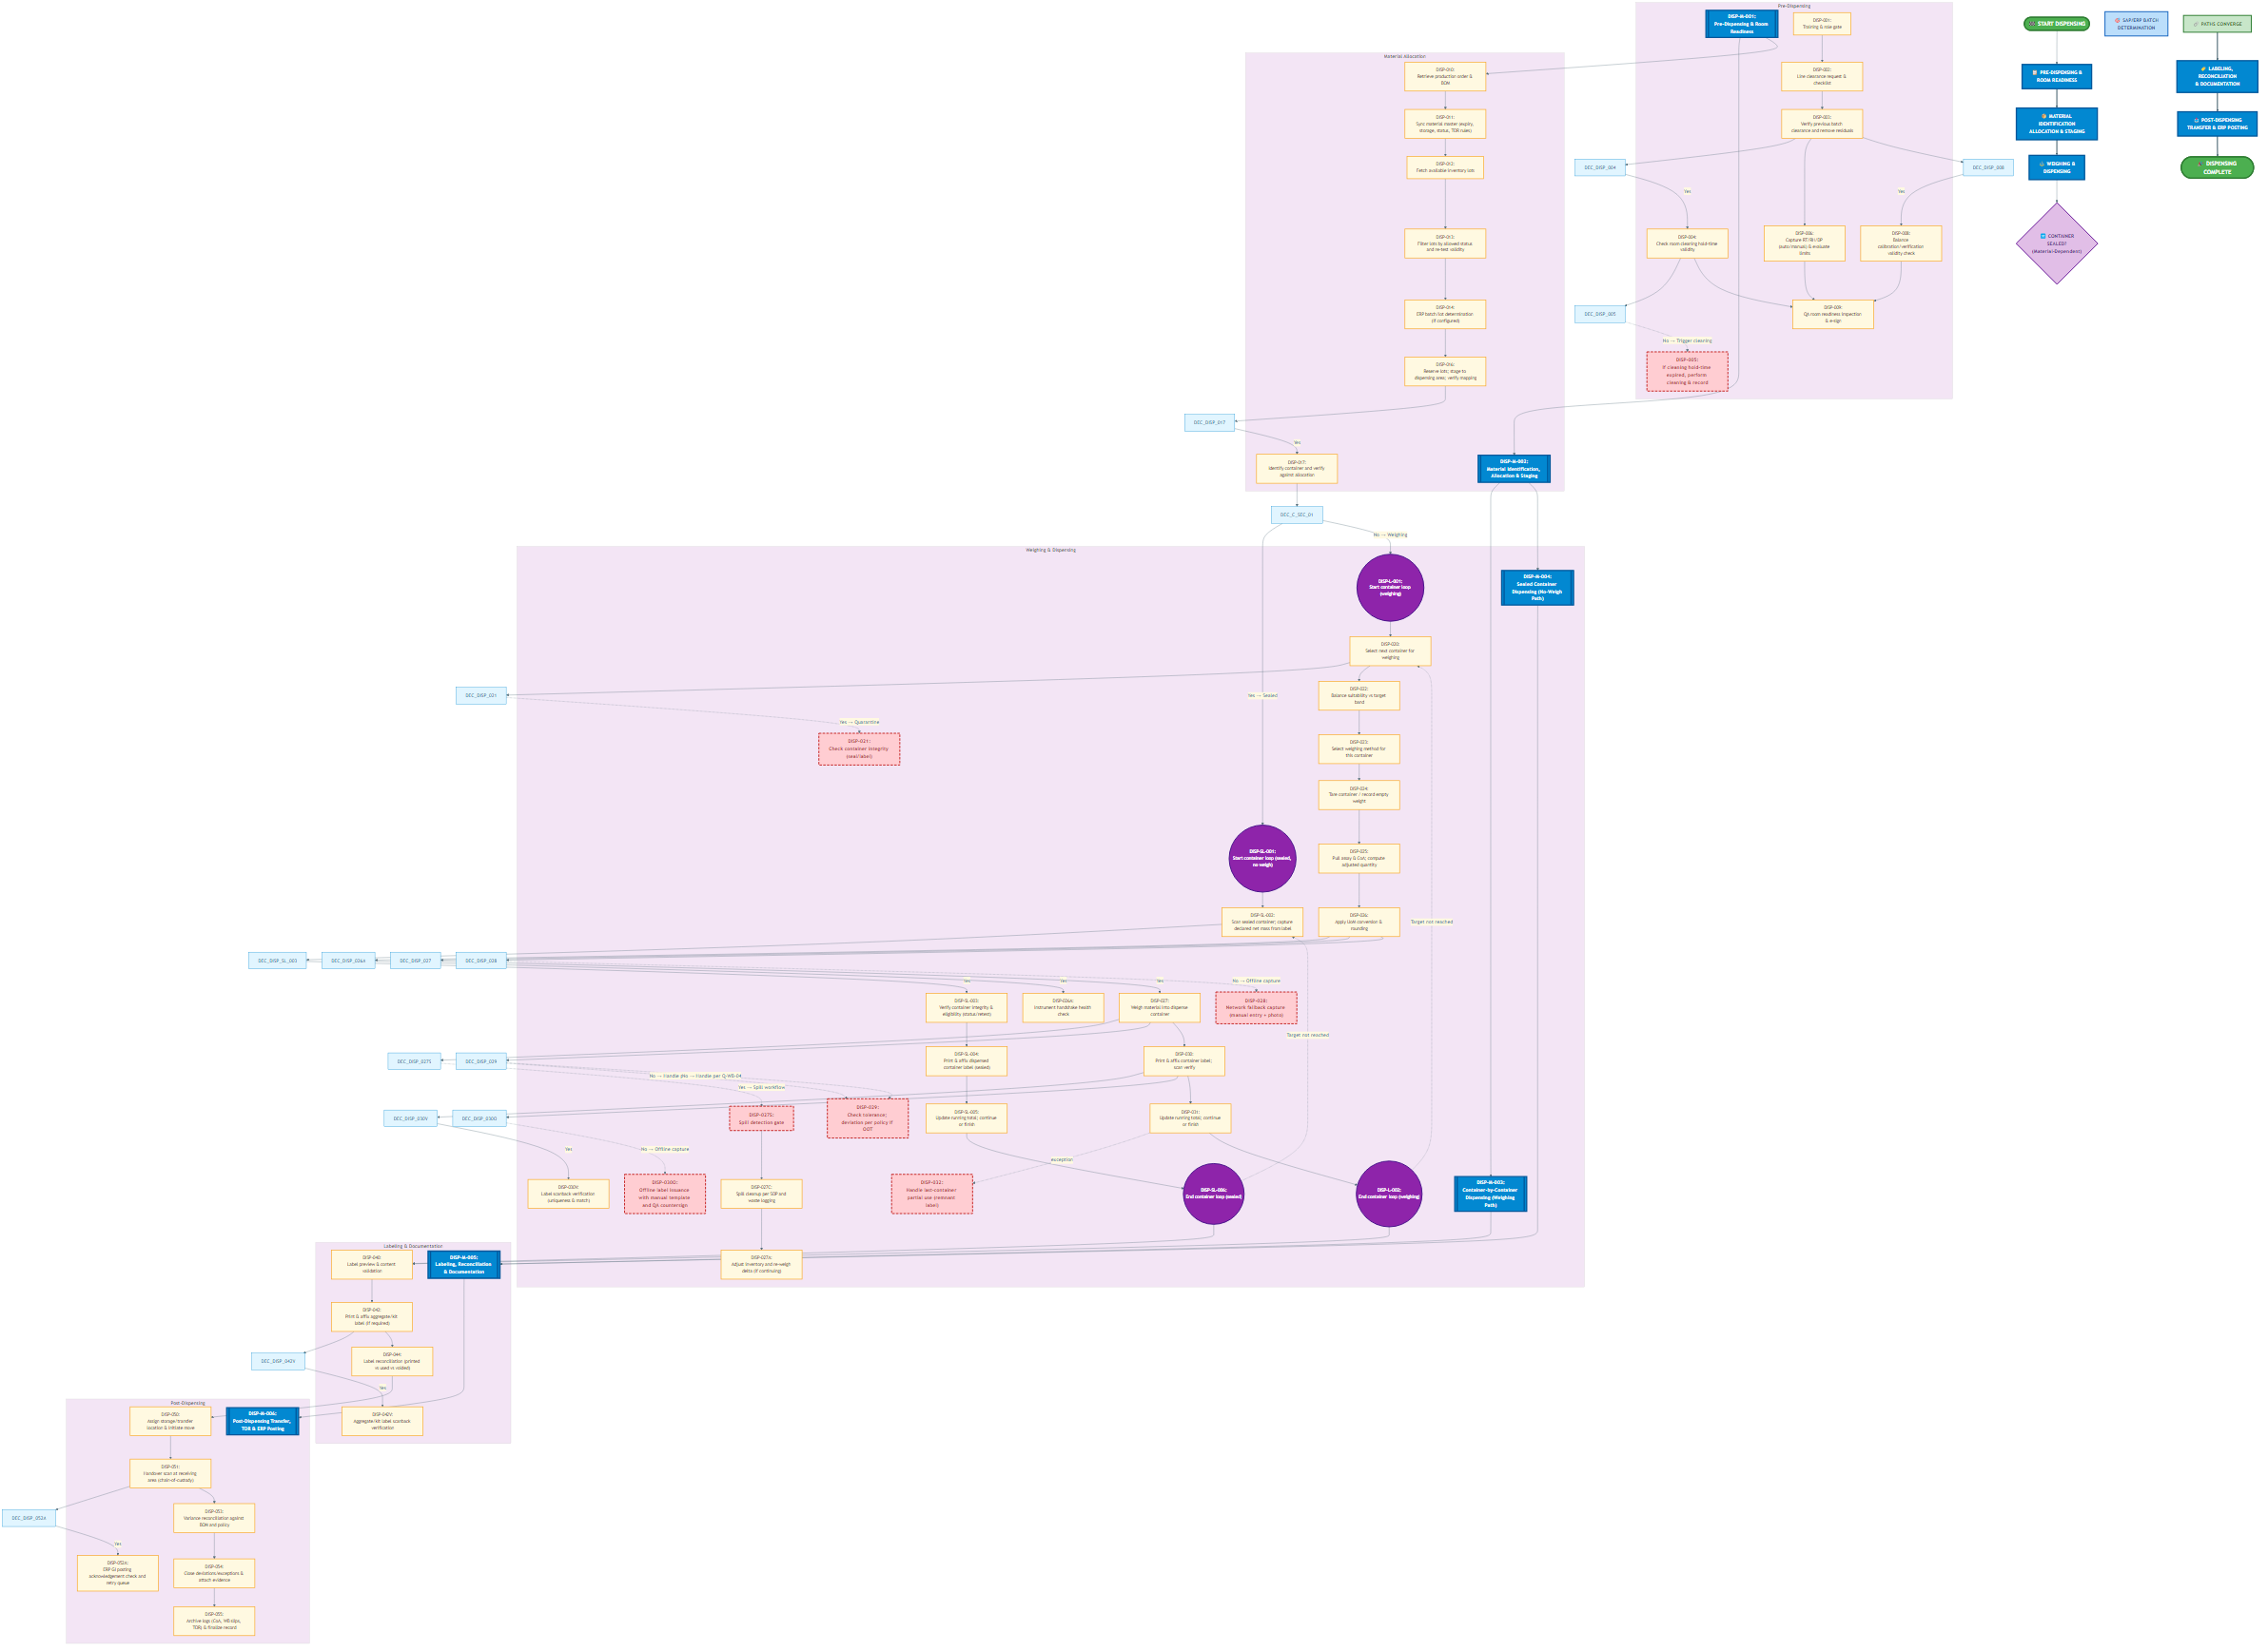 Pre-Dispensing
DISP-M-001:
Pre-Dispensing & Room
Readiness
DISP-001:
Training & role gate
START DISPENSING
SAP/ERP BATCH
DETERMINATION
PATHS CONVERGE
DISP-002:
Line clearance request &
checklist
PRE-DISPENSING &
ROOM READINESS
LABELING,
RECONCILIATION
& DOCUMENTATION
DISP-003:
Verify previous batch
clearance and remove residuals
MATERIAL
IDENTIFICATION
ALLOCATION & STAGING
POST-DISPENSING
TRANSFER & ERP POSTING
DEC_DISP_004
DEC_DISP_008
WEIGHING &
DISPENSING
DISPENSING
COMPLETE
Yes
Yes
DISP-004:
Check room cleaning hold-time
validity
DISP-006:
Capture RT/RH/DP
(auto/manual) & evaluate
limits
DISP-008:
Balance
calibration/verification
validity check
CONTAINER
SEALED?
(Material-Dependent)
DEC_DISP_005
DISP-009:
QA room readiness inspection
& e-sign
No → Trigger cleaning
DISP-005:
If cleaning hold-time
expired, perform
cleaning & record
Material Allocation
DISP-010:
Retrieve production order &
BOM
DISP-011:
Sync material master (expiry,
storage, status, TOR rules)
DISP-012:
Fetch available inventory lots
DISP-013:
Filter lots by allowed status
and re-test validity
DISP-014:
ERP batch/lot determination
(if configured)
DISP-016:
Reserve lots; stage to
dispensing area; verify mapping
DEC_DISP_017
Yes
DISP-017:
Identify container and verify
against allocation
DISP-M-002:
Material Identification,
Allocation & Staging
DEC_C_SEC_01
No → Weighing
Weighing & Dispensing
DISP-L-001:
Start container loop
(weighing)
DISP-M-004:
Sealed Container
Dispensing (No-Weigh
Path)
DISP-020:
Select next container for
weighing
DEC_DISP_021
Yes → Sealed
DISP-022:
Balance suitability vs target
band
Yes → Quarantine
DISP-021:
Check container integrity
(seal/label)
DISP-023:
Select weighing method for
this container
DISP-024:
Tare container / record empty
weight
DISP-SL-001:
Start container loop (sealed,
no weigh)
DISP-025:
Pull assay & CoA; compute
adjusted quantity
DISP-SL-002:
Scan sealed container; capture
declared net mass from label
DISP-026:
Apply UoM conversion &
rounding
Target not reached
DEC_DISP_SL_003
DEC_DISP_026A
DEC_DISP_027
DEC_DISP_028
Yes
Yes
Yes
No → Offline capture
DISP-SL-003:
Verify container integrity &
eligibility (status/retest)
DISP-026A:
Instrument handshake health
check
DISP-027:
Weigh material into dispense
container
DISP-028:
Network fallback capture
(manual entry + photo)
Target not reached
DEC_DISP_027S
DEC_DISP_029
DISP-SL-004:
Print & affix dispensed
container label (sealed)
DISP-030:
Print & affix container label;
scan verify
No → Handle p
No → Handle per Q-WB-04
Yes → Spill workflow
DEC_DISP_030V
DEC_DISP_030O
DISP-027S:
Spill detection gate
DISP-029:
Check tolerance;
deviation per policy if
OOT
DISP-SL-005:
Update running total; continue
or finish
DISP-031:
Update running total; continue
or finish
Yes
No → Offline capture
exception
DISP-030V:
Label scanback verification
(uniqueness & match)
DISP-030O:
Offline label issuance
with manual template
and QA countersign
DISP-027C:
Spill cleanup per SOP and
waste logging
DISP-032:
Handle last-container
partial use (remnant
label)
DISP-SL-006:
End container loop (sealed)
DISP-L-002:
End container loop (weighing)
DISP-M-003:
Container-by-Container
Dispensing (Weighing
Path)
DISP-027A:
Adjust inventory and re-weigh
delta (if continuing)
Labeling & Documentation
DISP-040:
Label preview & content
validation
DISP-M-005:
Labeling, Reconciliation
& Documentation
DISP-042:
Print & affix aggregate/kit
label (if required)
DEC_DISP_042V
DISP-044:
Label reconciliation (printed
vs used vs voided)
Yes
DISP-042V:
Aggregate/kit label scanback
verification
Post-Dispensing
DISP-050:
Assign storage/transfer
location & initiate move
DISP-M-006:
Post-Dispensing Transfer,
TOR & ERP Posting
DISP-051:
Handover scan at receiving
area (chain-of-custody)
DEC_DISP_052A
DISP-053:
Variance reconciliation against
BOM and policy
Yes
DISP-052A:
ERP GI posting
acknowledgement check and
retry queue
DISP-054:
Close deviations/exceptions &
attach evidence
DISP-055:
Archive logs (CoA, WB slips,
TOR) & finalize record